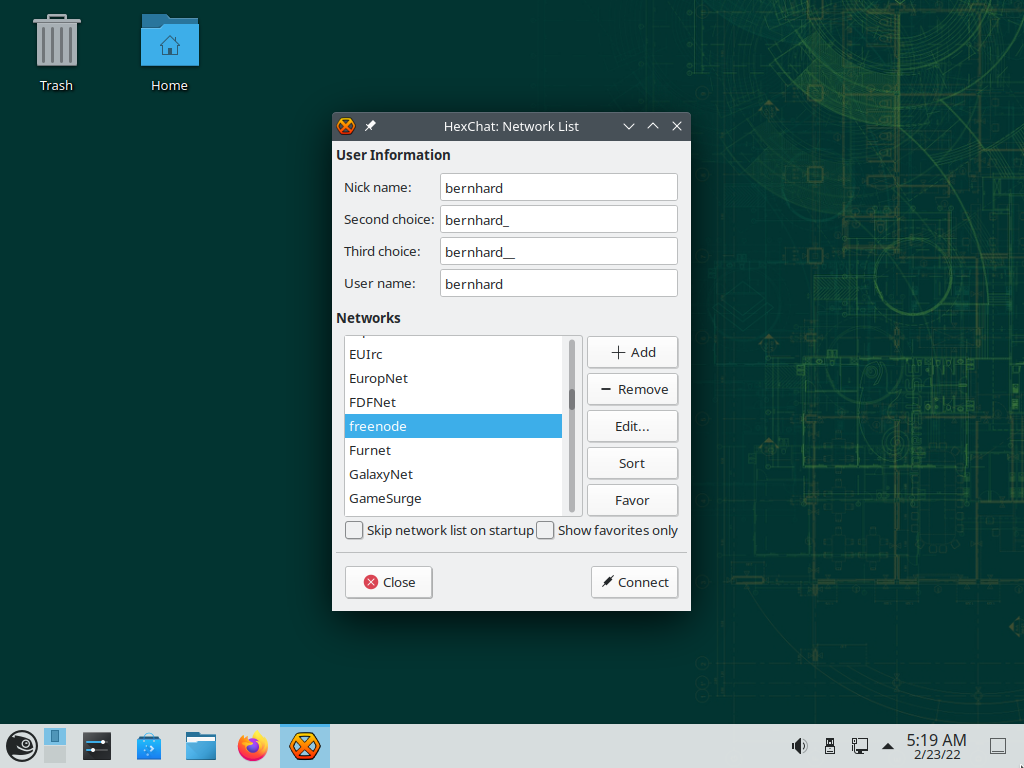 Trash
Home
HexChat: Network List
User Information
Nick name: bernhard
Second choice: bernhard_
Third choice: bernhard__
User name: bernhard
Networks
EUIrc
EuropNet
FDFNet
freenode
Furnet
GalaxyNet
GameSurge
Add
Remove
Edit...
Sort
Favor
Skip network list on startup
Show favorites only
Close
Connect
5:19 AM
2/23/22